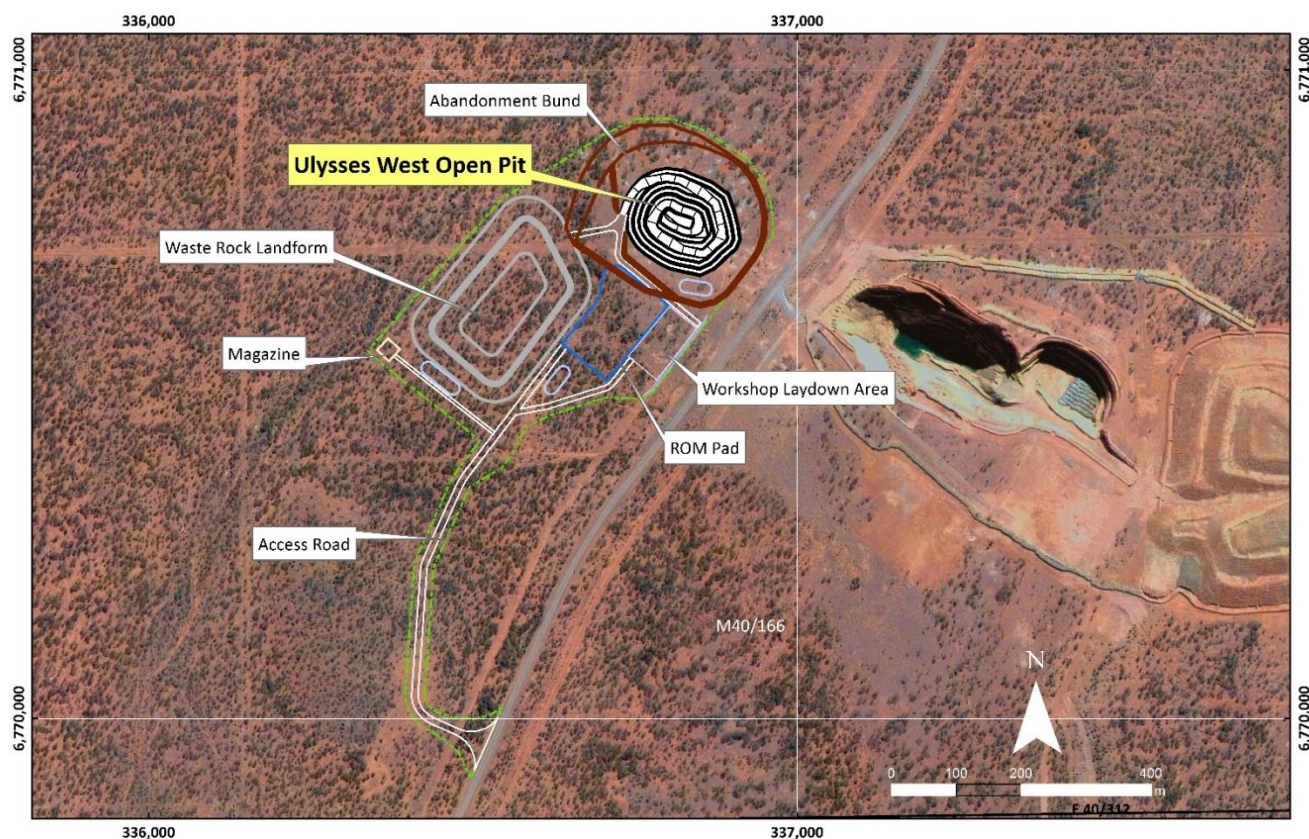 336,000
337,000
6,771,000
6,771,000
Abandonment Bund
Ulysses West Open Pit
Waste Rock Landform
Magazine
Workshop Laydown Area
ROM Pad
Access Road
M40/166
N
6,770,000
6,770,000
0 100 200 400
m
E 40/312
336,000
337,000